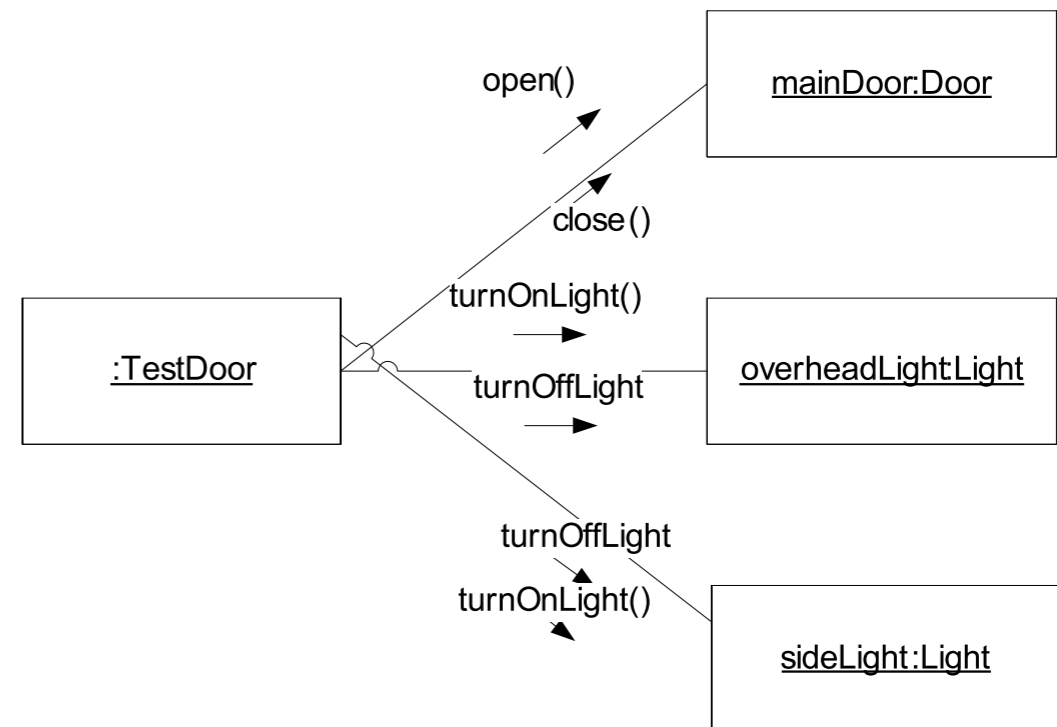 open()
mainDoor:Door
close()
turnOnLight()
:TestDoor
overheadLight:Light
turnOffLight
turnOffLight
turnOnLight()
sideLight:Light